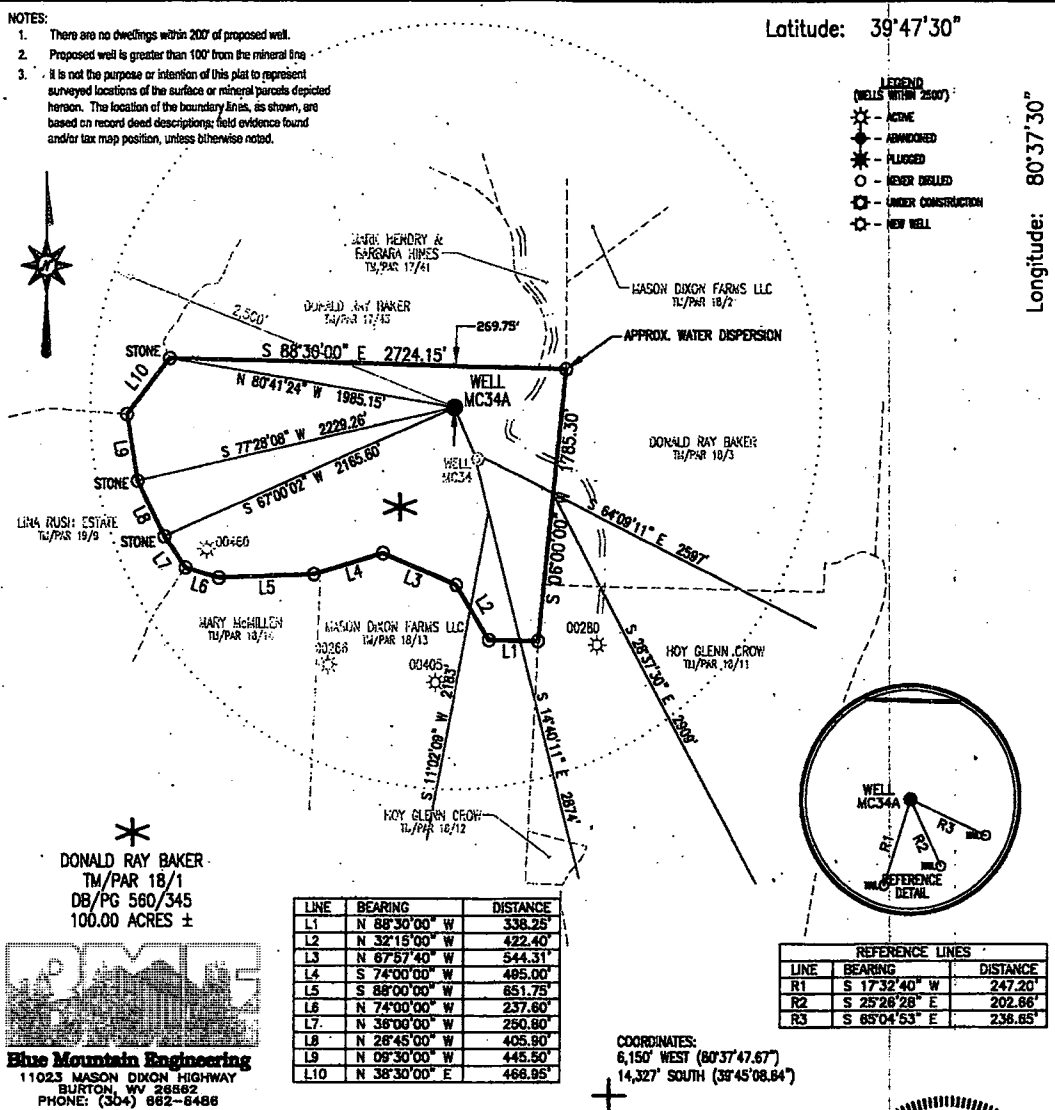 NOTES:
1. There are no dwellings within 200' of proposed well.
2. Proposed well is greater than 100' from the mineral line
3. It is not the purpose or intention of this plat to represent
surveyed locations of the surface or mineral parcels depicted
hereon. The location of the boundary lines, as shown, are
based on record deed descriptions; field evidence found
and/or tax map position, unless otherwise noted.
Latitude: 39°47'30"
Longitude: 80°37'30"
LEGEND
(WELLS WITHIN 2500')
- ACTIVE
- ABANDONED
- PLUGGED
- NEVER DRILLED
- UNDER CONSTRUCTION
- NEW WELL
N
MARK HENDRY &
BARBARA HINES
TM/PAR 17/41
MASON DIXON FARMS LLC
TM/PAR 18/2
2,500'
DONALD RAY BAKER
TM/PAR 17/43
269.75'
APPROX. WATER DISPERSION
STONE
S 88°30'00" E 2724.15'
N 80°41'24" W 1985.15'
WELL
MC34A
L10
S 77°28'08" W 2229.26'
S 67°00'02" W 2165.60'
1785.30'
S 06°00'00" W
DONALD RAY BAKER
TM/PAR 18/3
L9
STONE
WELL
MC34
S 64°09'11" E 2597'
LINA RUSH ESTATE
TM/PAR 19/9
L8
STONE
00460
L7
L6
L5
L4
L3
L2
L1
MARY McMILLEN
TM/PAR 18/14
MASON DIXON FARMS LLC
TM/PAR 18/13
00266
00405
00280
S 28°37'30" E 2909'
HOY GLENN CROW
TM/PAR 18/11
S 11°02'09" W 2183'
S 14°40'11" E 2874'
HOY GLENN CROW
TM/PAR 18/12
WELL
MC34A
R1
R2
R3
REFERENCE
DETAIL
DONALD RAY BAKER
TM/PAR 18/1
DB/PG 560/345
100.00 ACRES ±
Blue Mountain Engineering
11023 MASON DIXON HIGHWAY
BURTON, WV 26562
PHONE: (304) 662-6486
LINE BEARING DISTANCE
L1 N 88°30'00" W 338.25'
L2 N 32°15'00" W 422.40'
L3 N 67°57'40" W 544.31'
L4 S 74°00'00" W 495.00'
L5 S 88°00'00" W 651.75'
L6 N 74°00'00" W 237.60'
L7 N 36°00'00" W 250.80'
L8 N 26°45'00" W 405.90'
L9 N 09°30'00" W 445.50'
L10 N 38°30'00" E 466.95'
REFERENCE LINES
LINE BEARING DISTANCE
R1 S 17°32'40" W 247.20'
R2 S 25°26'28" E 202.66'
R3 S 65°04'53" E 236.65'
COORDINATES:
6,150' WEST (80°37'47.67")
14,327' SOUTH (39°45'08.64")